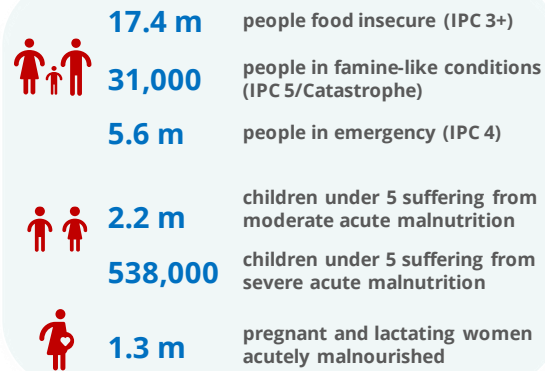 17.4 m people food insecure (IPC 3+)
31,000 people in famine-like conditions
(IPC 5/Catastrophe)
5.6 m people in emergency (IPC 4)
2.2 m children under 5 suffering from
moderate acute malnutrition
538,000 children under 5 suffering from
severe acute malnutrition
1.3 m pregnant and lactating women
acutely malnourished